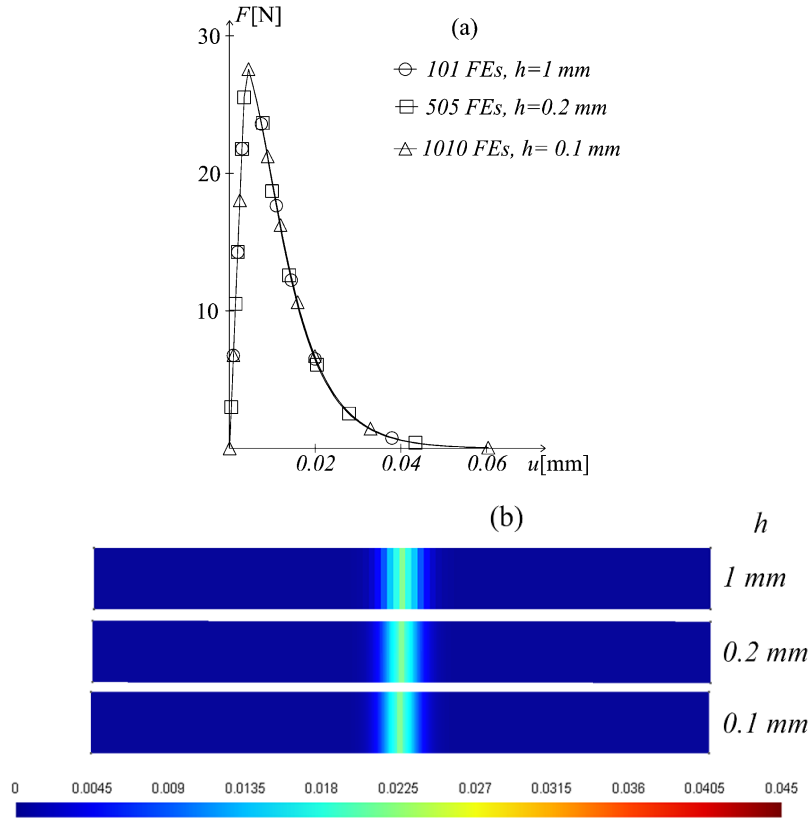 F[N]
(a)
30
101 FEs, h=1 mm
505 FEs, h=0.2 mm
1010 FEs, h= 0.1 mm
20
10
0.02 0.04 0.06 u[mm]
(b)
h
1 mm
0.2 mm
0.1 mm
0 0.0045 0.009 0.0135 0.018 0.0225 0.027 0.0315 0.036 0.0405 0.045